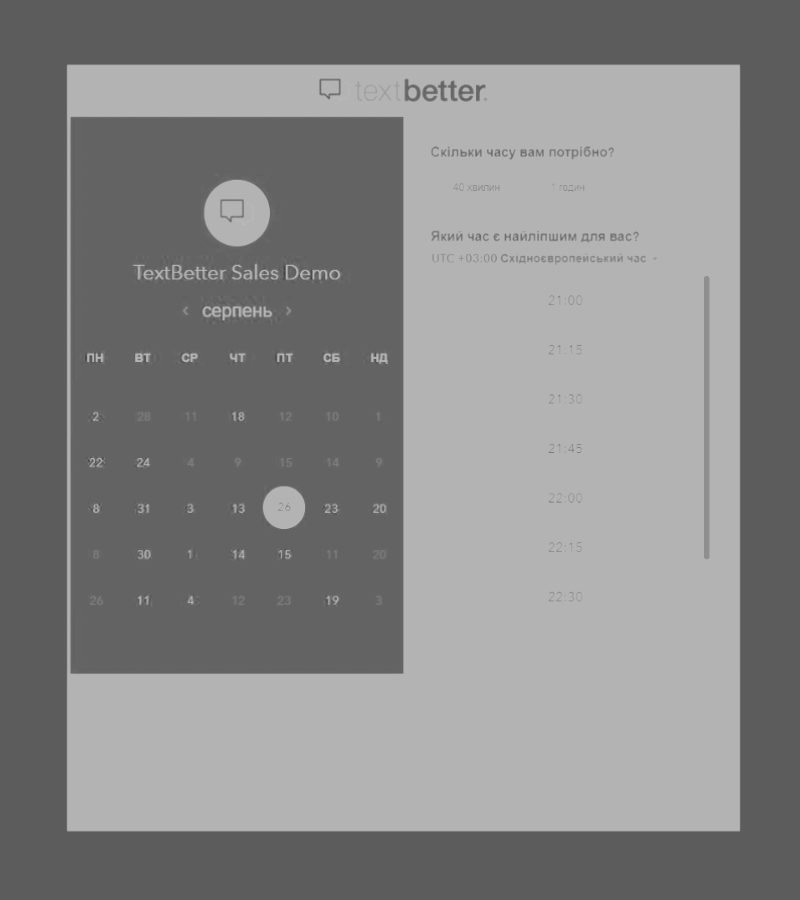 textbetter.
TextBetter Sales Demo
‹ серпень ›
ПН ВТ СР ЧТ ПТ СБ НД
2 28 11 18 12 10 1
22 24 4 9 15 14 9
8 31 3 13 26 23 20
8 30 1 14 15 11 20
26 11 4 12 23 19 3
Скільки часу вам потрібно?
40 хвилин 1 годин
Який час є найліпшим для вас?
UTC +03:00 Східноєвропейський час
21:00
21:15
21:30
21:45
22:00
22:15
22:30